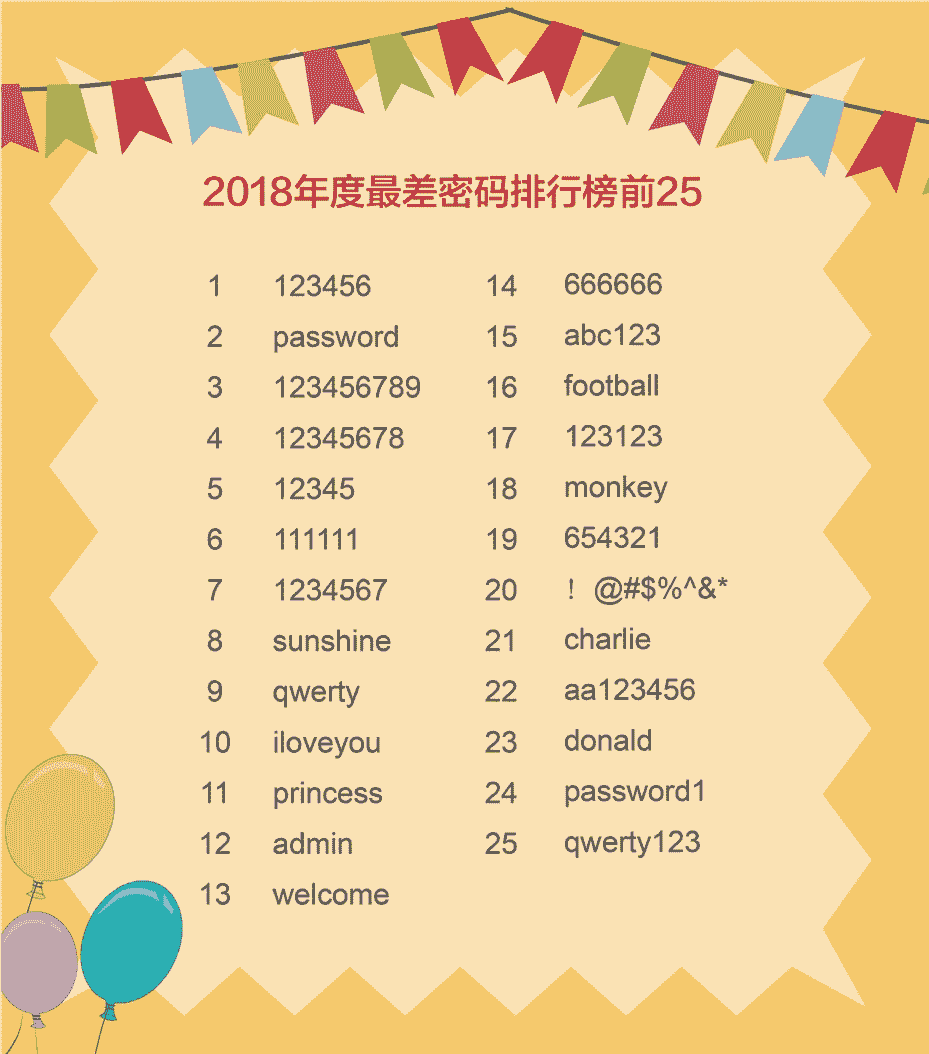 2018年度最差密码排行榜前25
1 123456
2 password
3 123456789
4 12345678
5 12345
6 111111
7 1234567
8 sunshine
9 qwerty
10 iloveyou
11 princess
12 admin
13 welcome
14 666666
15 abc123
16 football
17 123123
18 monkey
19 654321
20 ！@#$%^&*
21 charlie
22 aa123456
23 donald
24 password1
25 qwerty123